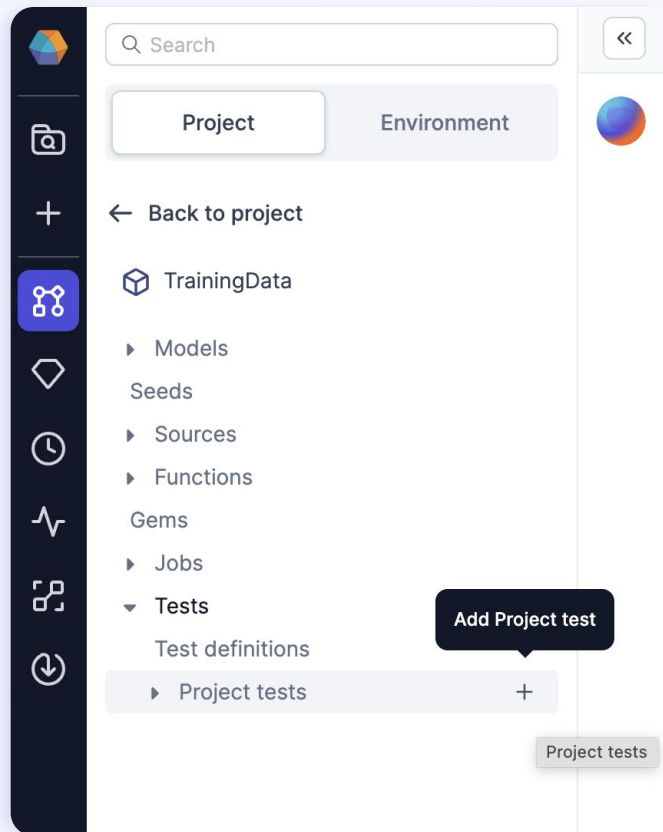 Search
Project
Environment
Back to project
TrainingData
Models
Seeds
Sources
Functions
Gems
Jobs
Tests
Add Project test
Test definitions
Project tests
Project tests